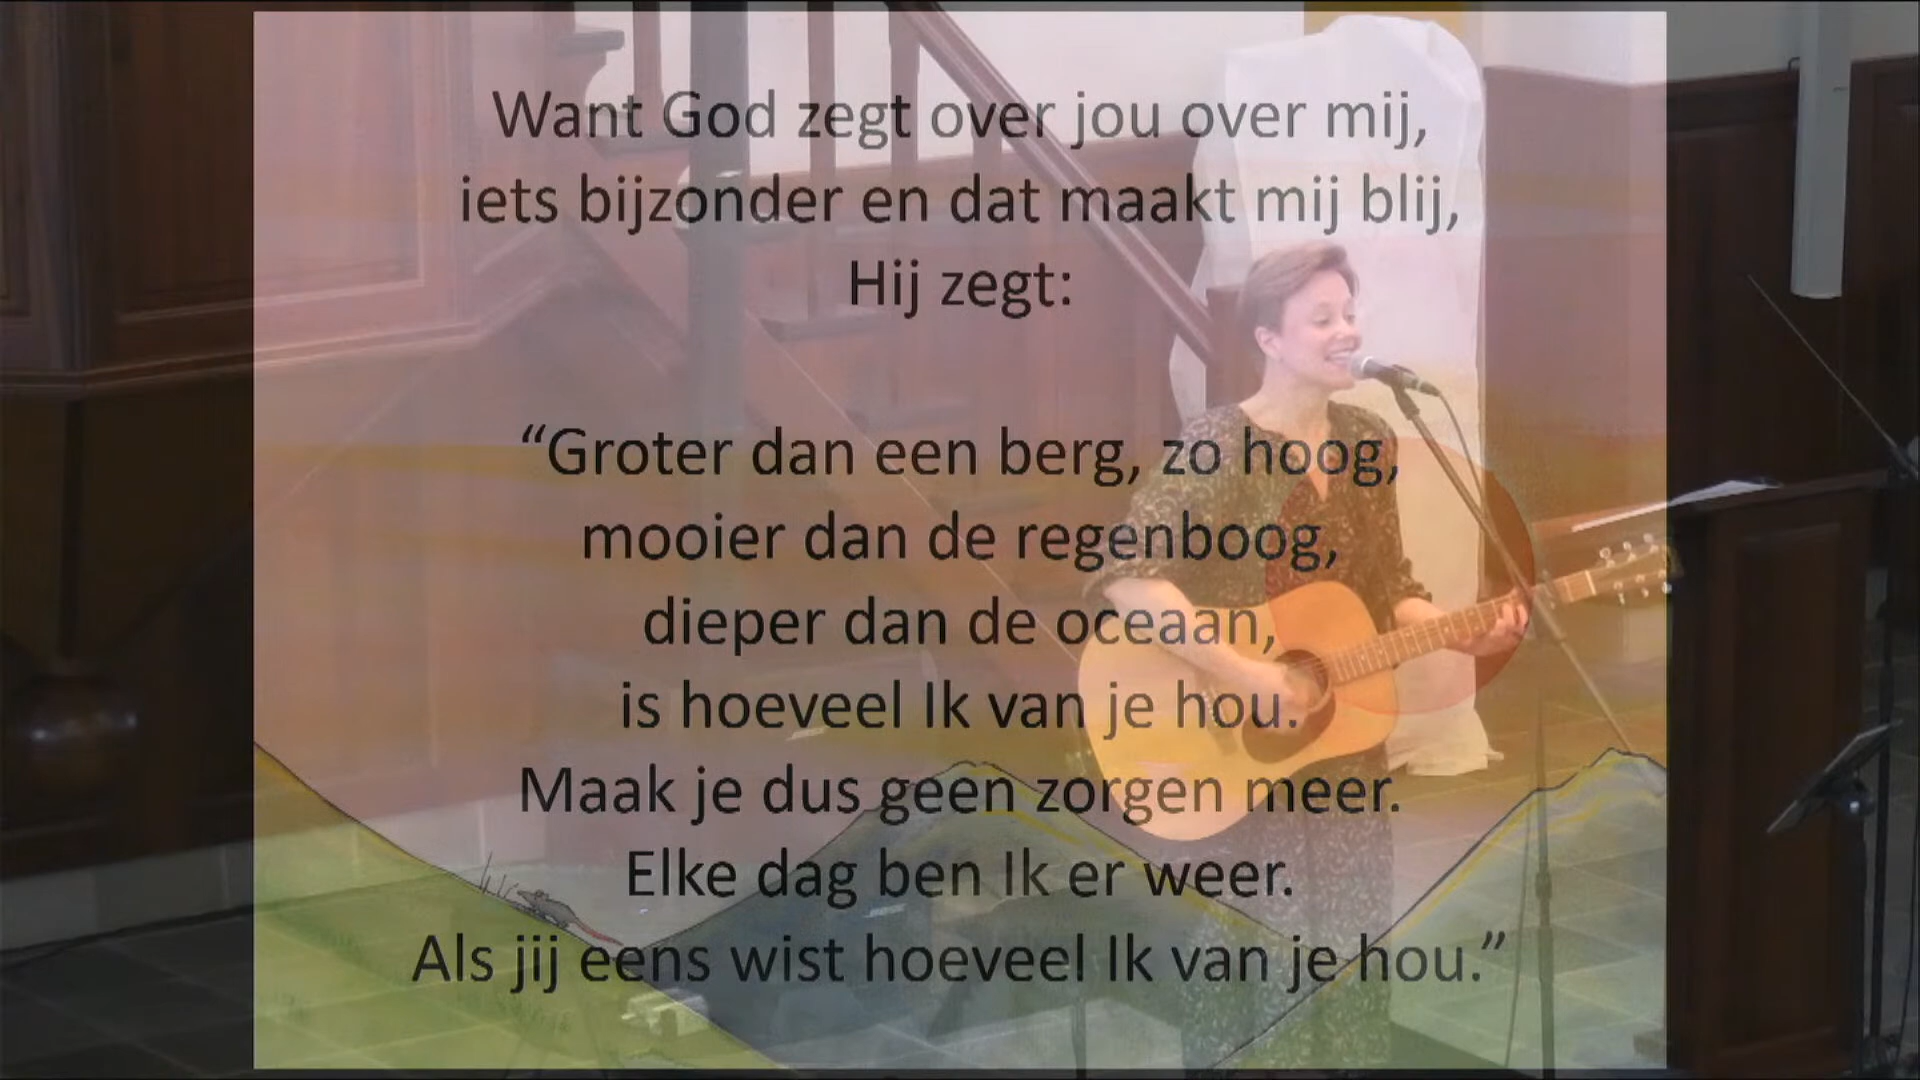 Want God zegt over jou over mij,
iets bijzonder en dat maakt mij blij,
Hij zegt:
“Groter dan een berg, zo hoog,
mooier dan de regenboog,
dieper dan de oceaan,
is hoeveel Ik van je hou.
Maak je dus geen zorgen meer.
Elke dag ben Ik er weer.
Als jij eens wist hoeveel Ik van je hou.”